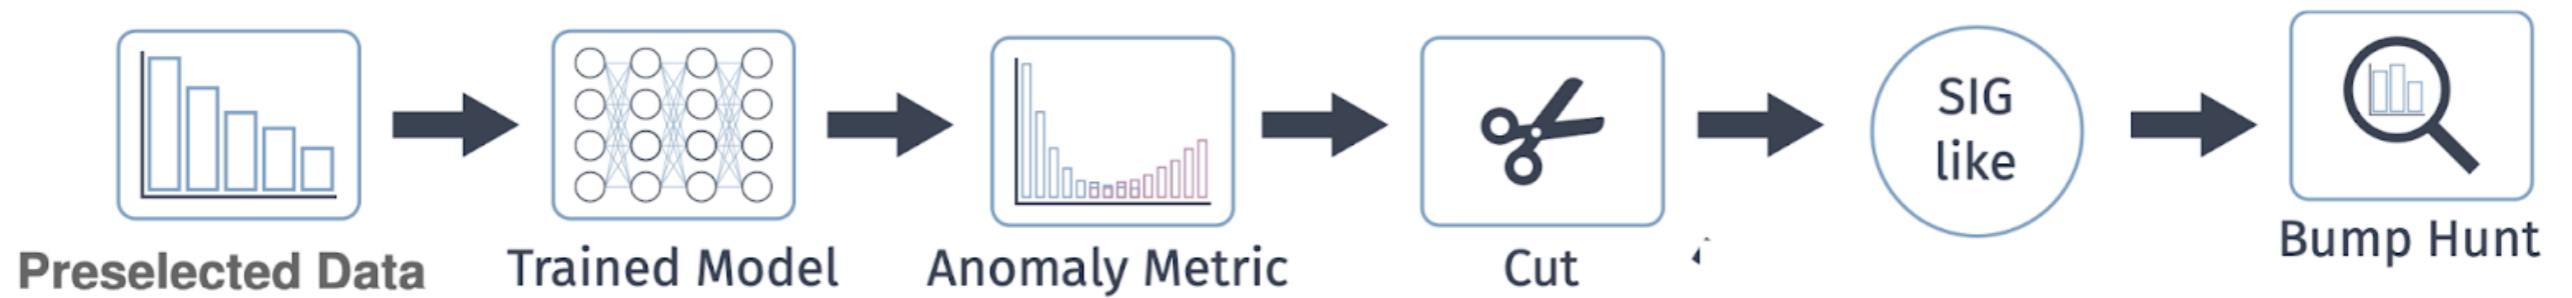 SIG
like
Preselected Data
Trained Model
Anomaly Metric
Cut
Bump Hunt